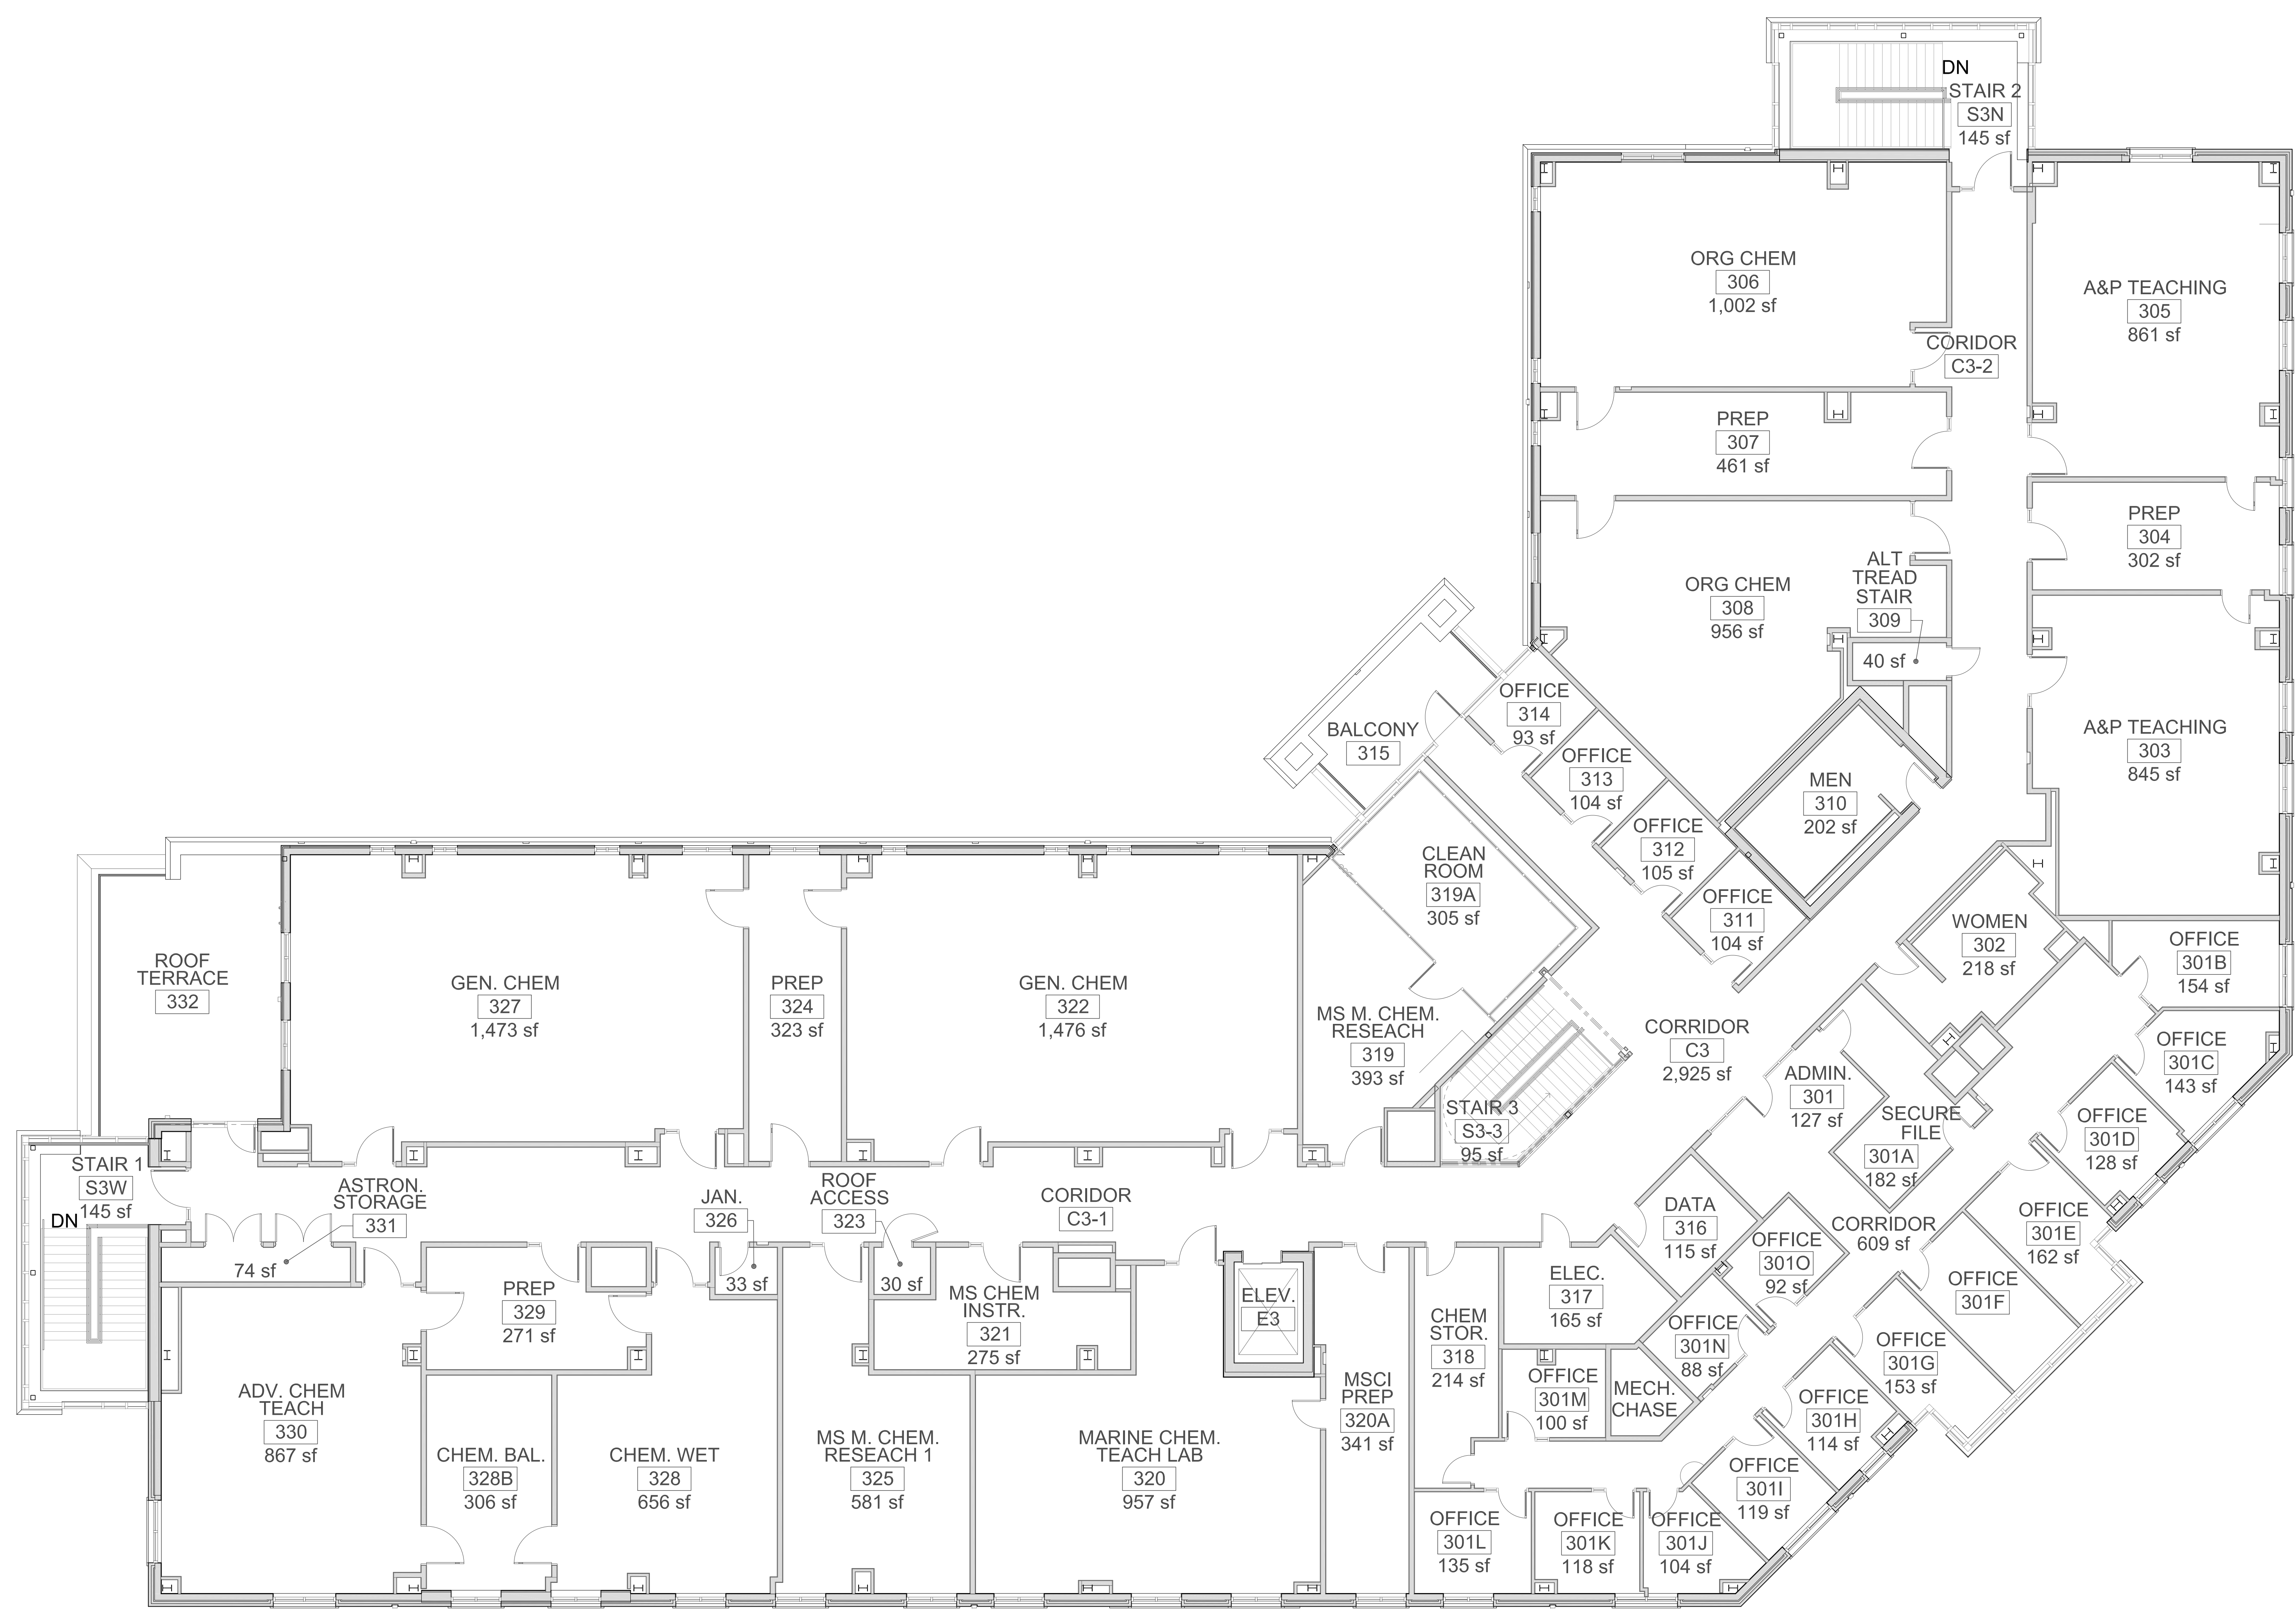 DN
STAIR 2
S3N
145 sf
ORG CHEM
306
1,002 sf
A&P TEACHING
305
861 sf
CORIDOR
C3-2
PREP
307
461 sf
PREP
304
302 sf
ORG CHEM
308
956 sf
ALT
TREAD
STAIR
309
40 sf
A&P TEACHING
303
845 sf
OFFICE
314
93 sf
BALCONY
315
OFFICE
313
104 sf
MEN
310
202 sf
OFFICE
312
105 sf
OFFICE
311
104 sf
CLEAN
ROOM
319A
305 sf
WOMEN
302
218 sf
OFFICE
301B
154 sf
ROOF
TERRACE
332
GEN. CHEM
327
1,473 sf
PREP
324
323 sf
GEN. CHEM
322
1,476 sf
MS M. CHEM.
RESEACH
319
393 sf
CORRIDOR
C3
2,925 sf
OFFICE
301C
143 sf
ADMIN.
301
127 sf
SECURE
FILE
301A
182 sf
OFFICE
301D
128 sf
STAIR 3
S3-3
95 sf
STAIR 1
S3W
145 sf
DN
ASTRON.
STORAGE
331
74 sf
JAN.
326
33 sf
ROOF
ACCESS
323
30 sf
CORIDOR
C3-1
DATA
316
115 sf
OFFICE
301O
92 sf
CORRIDOR
609 sf
OFFICE
301E
162 sf
OFFICE
301F
PREP
329
271 sf
MS CHEM
INSTR.
321
275 sf
ELEV.
E3
ELEC.
317
165 sf
CHEM
STOR.
318
214 sf
OFFICE
301N
88 sf
OFFICE
301G
153 sf
OFFICE
301M
100 sf
MECH.
CHASE
OFFICE
301H
114 sf
ADV. CHEM
TEACH
330
867 sf
CHEM. BAL.
328B
306 sf
CHEM. WET
328
656 sf
MS M. CHEM.
RESEACH 1
325
581 sf
MARINE CHEM.
TEACH LAB
320
957 sf
MSCI
PREP
320A
341 sf
OFFICE
301I
119 sf
OFFICE
301L
135 sf
OFFICE
301K
118 sf
OFFICE
301J
104 sf